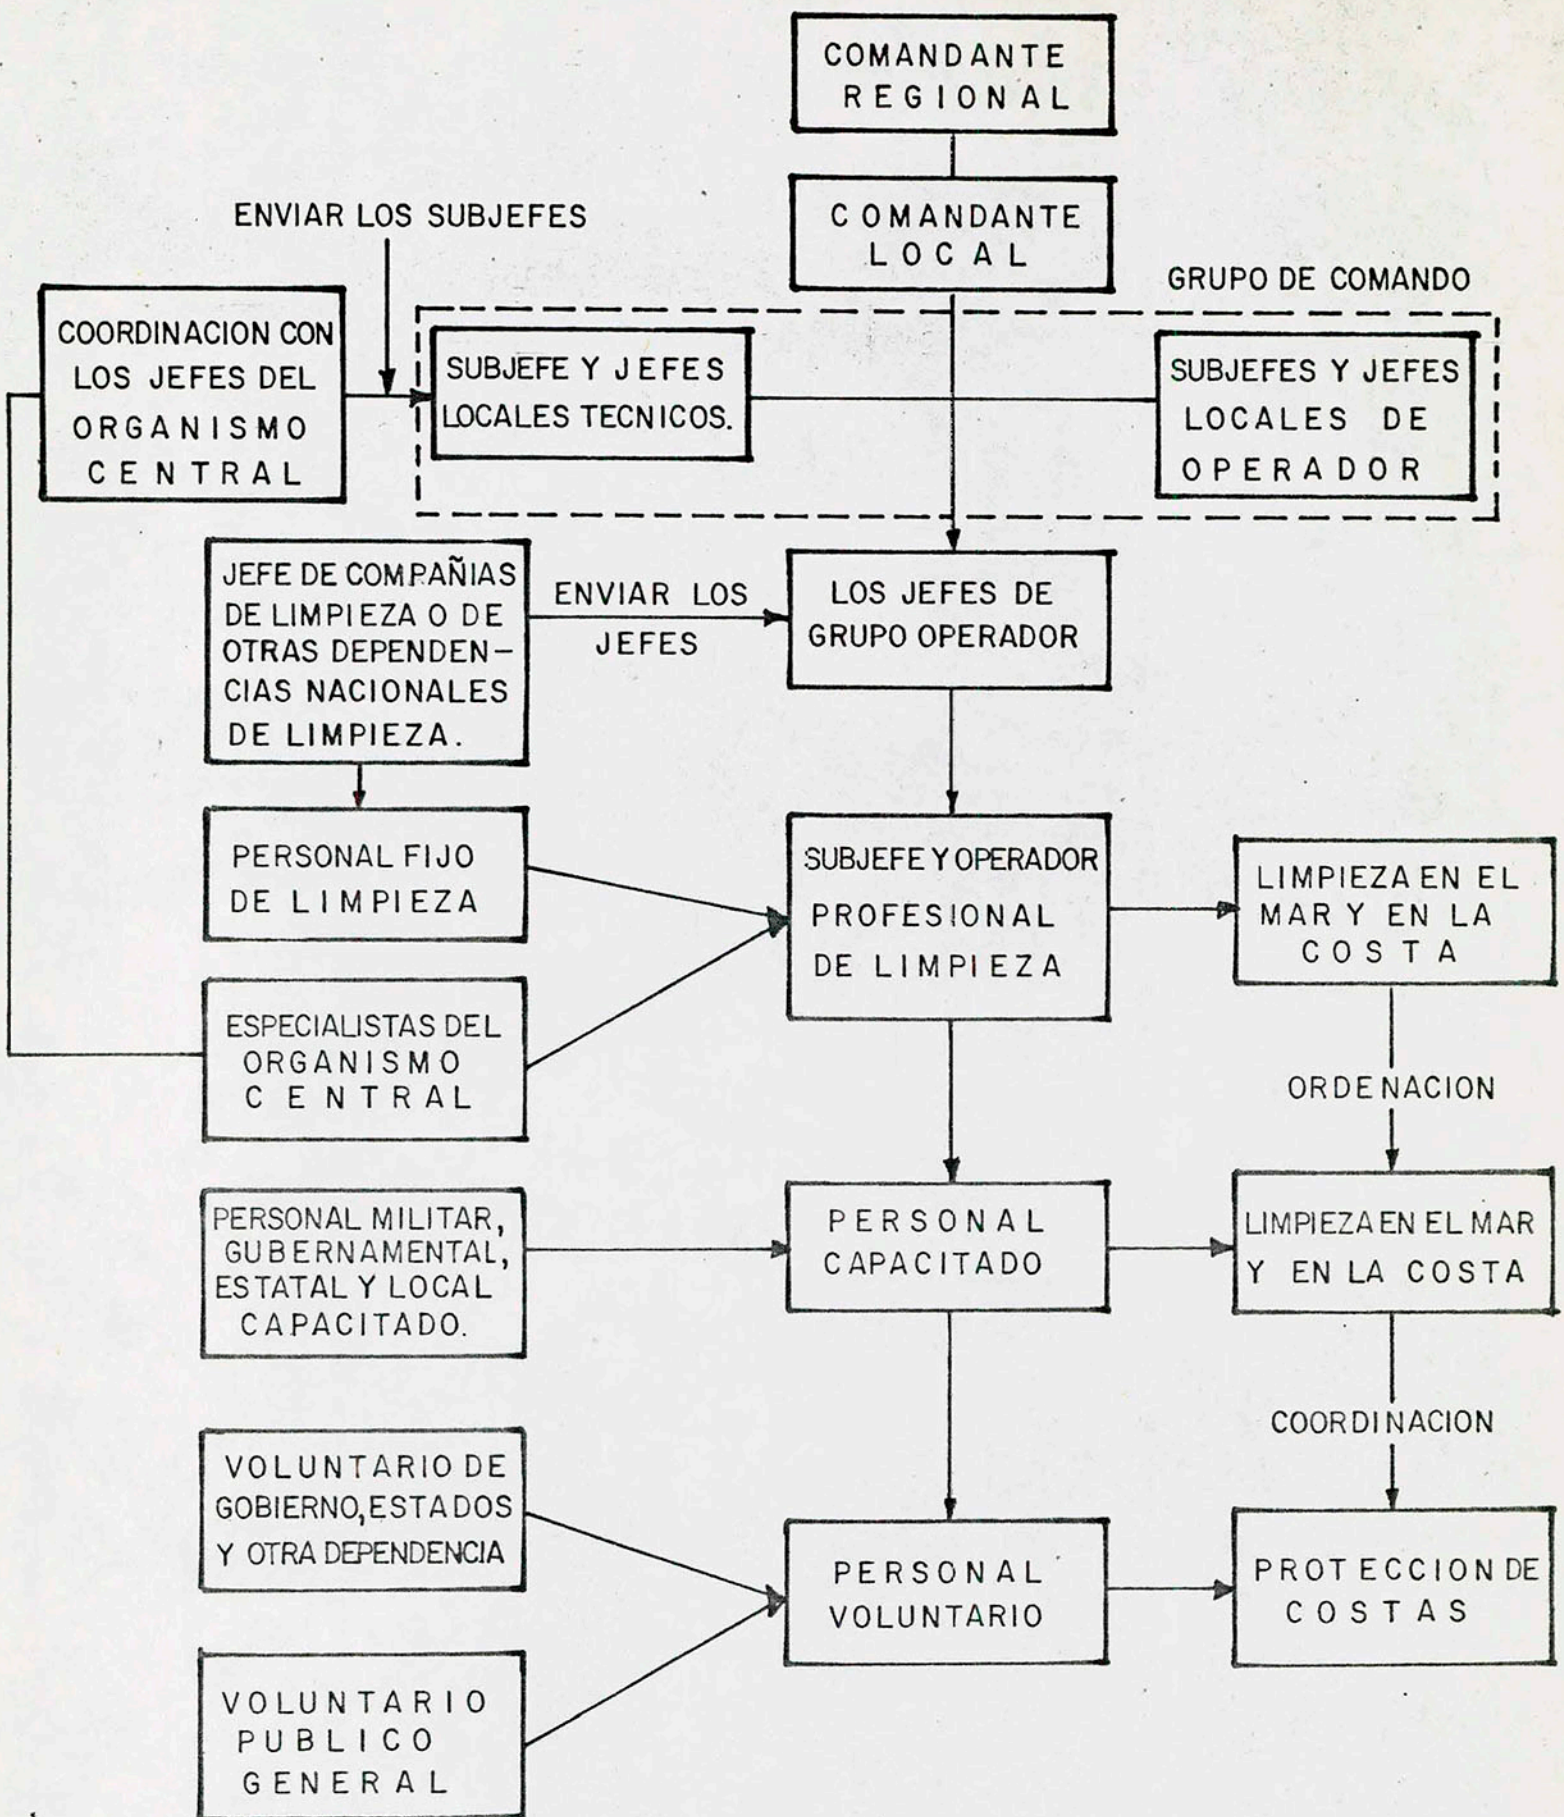 COMANDANTE
REGIONAL
COMANDANTE
LOCAL
ENVIAR LOS SUBJEFES
GRUPO DE COMANDO
COORDINACION CON
LOS JEFES DEL
ORGANISMO
CENTRAL
SUBJEFE Y JEFES
LOCALES TECNICOS.
SUBJEFES Y JEFES
LOCALES DE
OPERADOR
JEFE DE COMPAÑIAS
DE LIMPIEZA O DE
OTRAS DEPENDEN-
CIAS NACIONALES
DE LIMPIEZA.
ENVIAR LOS
JEFES
LOS JEFES DE
GRUPO OPERADOR
PERSONAL FIJO
DE LIMPIEZA
SUBJEFE Y OPERADOR
PROFESIONAL
DE LIMPIEZA
LIMPIEZA EN EL
MAR Y EN LA
COSTA
ESPECIALISTAS DEL
ORGANISMO
CENTRAL
ORDENACION
PERSONAL MILITAR,
GUBERNAMENTAL,
ESTATAL Y LOCAL
CAPACITADO.
PERSONAL
CAPACITADO
LIMPIEZA EN EL MAR
Y EN LA COSTA
COORDINACION
VOLUNTARIO DE
GOBIERNO, ESTADOS
Y OTRA DEPENDENCIA
PERSONAL
VOLUNTARIO
PROTECCION DE
COSTAS
VOLUNTARIO
PUBLICO
GENERAL